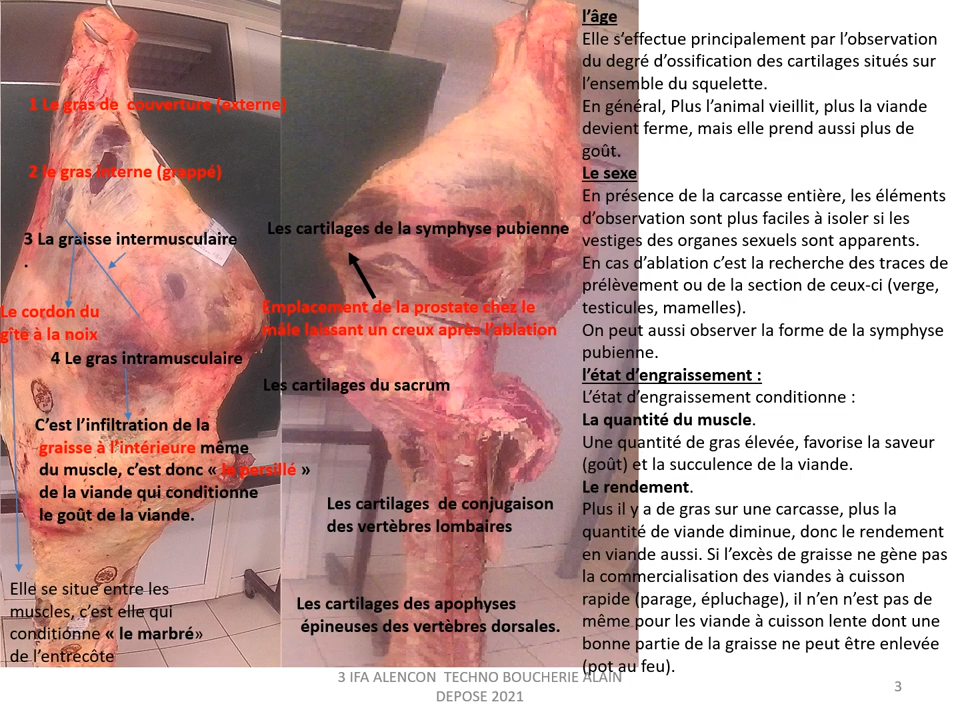 1 Le gras de couverture (externe)
2 le gras interne (grappé)
3 La graisse intermusculaire
.
Le cordon du
gîte à la noix
4 Le gras intramusculaire
C’est l’infiltration de la
graisse à l’intérieure même
du muscle, c’est donc « le persillé »
de la viande qui conditionne
le goût de la viande.
Elle se situe entre les
muscles, c’est elle qui
conditionne « le marbré»
de l’entrecôte
Les cartilages de la symphyse pubienne
Emplacement de la prostate chez le
mâle laissant un creux après l’ablation
Les cartilages du sacrum
Les cartilages de conjugaison
des vertèbres lombaires
Les cartilages des apophyses
épineuses des vertèbres dorsales.
l’âge
Elle s’effectue principalement par l’observation
du degré d’ossification des cartilages situés sur
l’ensemble du squelette.
En général, Plus l’animal vieillit, plus la viande
devient ferme, mais elle prend aussi plus de
goût.
Le sexe
En présence de la carcasse entière, les éléments
d’observation sont plus faciles à isoler si les
vestiges des organes sexuels sont apparents.
En cas d’ablation c’est la recherche des traces de
prélèvement ou de la section de ceux-ci (verge,
testicules, mamelles).
On peut aussi observer la forme de la symphyse
pubienne.
l’état d’engraissement :
L’état d’engraissement conditionne :
La quantité du muscle.
Une quantité de gras élevée, favorise la saveur
(goût) et la succulence de la viande.
Le rendement.
Plus il y a de gras sur une carcasse, plus la
quantité de viande diminue, donc le rendement
en viande aussi. Si l’excès de graisse ne gène pas
la commercialisation des viandes à cuisson
rapide (parage, épluchage), il n’en n’est pas de
même pour les viande à cuisson lente dont une
bonne partie de la graisse ne peut être enlevée
(pot au feu).
3 IFA ALENCON TECHNO BOUCHERIE ALAIN
DEPOSE 2021
3